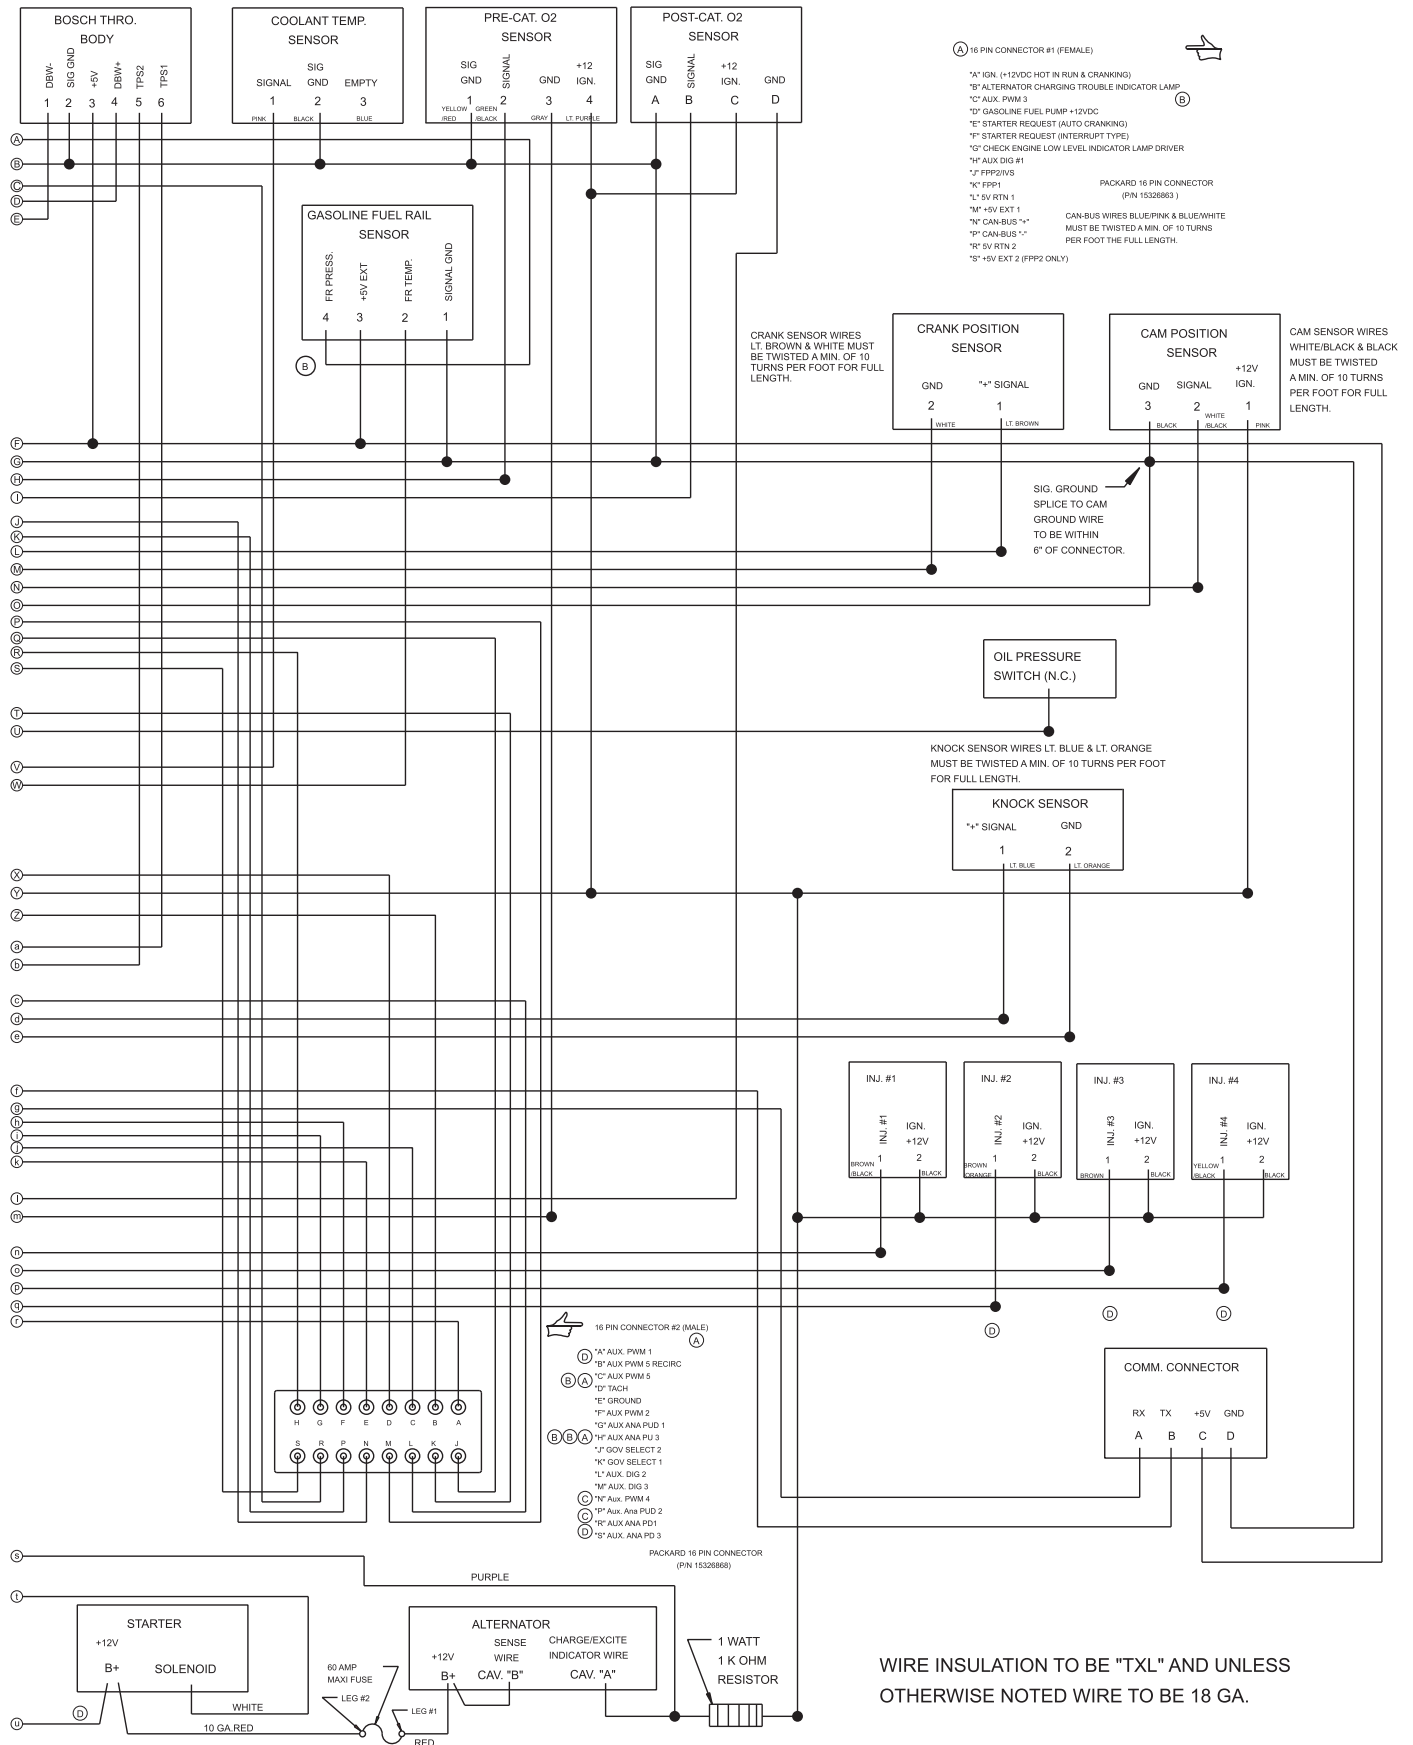 BOSCH THRO.
BODY
DBW-
SIG GND
+5V
DBW+
TPS2
TPS1
1 2 3 4 5 6
COOLANT TEMP.
SENSOR
SIG
SIGNAL GND EMPTY
1 2 3
PINK BLACK BLUE
PRE-CAT. O2
SENSOR
SIG
GND
SIGNAL
GND
+12
IGN.
1 2 3 4
YELLOW
/RED
GREEN
/BLACK
GRAY
LT. PURPLE
POST-CAT. O2
SENSOR
SIG
GND
SIGNAL
+12
IGN.
GND
A B C D
A 16 PIN CONNECTOR #1 (FEMALE)
"A" IGN. (+12VDC HOT IN RUN & CRANKING)
"B" ALTERNATOR CHARGING TROUBLE INDICATOR LAMP
"C" AUX. PWM 3
B
"D" GASOLINE FUEL PUMP +12VDC
"E" STARTER REQUEST (AUTO CRANKING)
"F" STARTER REQUEST (INTERRUPT TYPE)
"G" CHECK ENGINE LOW LEVEL INDICATOR LAMP DRIVER
"H" AUX DIG #1
"J" FPP2/IVS
"K" FPP1
"L" 5V RTN 1
"M" +5V EXT 1
"N" CAN-BUS "+"
"P" CAN-BUS "-"
"R" 5V RTN 2
"S" +5V EXT 2 (FPP2 ONLY)
PACKARD 16 PIN CONNECTOR
(P/N 15326863 )
CAN-BUS WIRES BLUE/PINK & BLUE/WHITE
MUST BE TWISTED A MIN. OF 10 TURNS
PER FOOT THE FULL LENGTH.
A
B
C
D
E
GASOLINE FUEL RAIL
SENSOR
FR PRESS.
+5V EXT
FR TEMP.
SIGNAL GND
4 3 2 1
B
CRANK SENSOR WIRES
LT. BROWN & WHITE MUST
BE TWISTED A MIN. OF 10
TURNS PER FOOT FOR FULL
LENGTH.
CRANK POSITION
SENSOR
GND "+" SIGNAL
2 1
WHITE LT. BROWN
CAM POSITION
SENSOR
GND SIGNAL
+12V
IGN.
3 2 1
BLACK
WHITE
/BLACK
PINK
CAM SENSOR WIRES
WHITE/BLACK & BLACK
MUST BE TWISTED
A MIN. OF 10 TURNS
PER FOOT FOR FULL
LENGTH.
F
G
H
I
SIG. GROUND
SPLICE TO CAM
GROUND WIRE
TO BE WITHIN
6" OF CONNECTOR.
J
K
L
M
N
O
P
Q
R
S
OIL PRESSURE
SWITCH (N.C.)
T
U
V
W
KNOCK SENSOR WIRES LT. BLUE & LT. ORANGE
MUST BE TWISTED A MIN. OF 10 TURNS PER FOOT
FOR FULL LENGTH.
KNOCK SENSOR
"+" SIGNAL GND
1 2
LT. BLUE LT. ORANGE
X
Y
Z
a
b
c
d
e
f
g
h
i
j
k
l
m
n
o
p
q
r
INJ. #1
INJ. #1
IGN.
+12V
1 2
BROWN
/BLACK
BLACK
INJ. #2
INJ. #2
IGN.
+12V
1 2
BROWN
/ORANGE
BLACK
INJ. #3
INJ. #3
IGN.
+12V
1 2
BROWN BLACK
INJ. #4
INJ. #4
IGN.
+12V
1 2
YELLOW
/BLACK
BLACK
D
D
D
16 PIN CONNECTOR #2 (MALE)
A
D "A" AUX. PWM 1
"B" AUX PWM 5 RECIRC
B A "C" AUX PWM 5
"D" TACH
"E" GROUND
"F" AUX PWM 2
"G" AUX ANA PUD 1
B B A "H" AUX ANA PU 3
"J" GOV SELECT 2
"K" GOV SELECT 1
"L" AUX. DIG 2
"M" AUX. DIG 3
C "N" Aux. PWM 4
C "P" Aux. Ana PUD 2
"R" AUX ANA PD1
D "S" AUX. ANA PD 3
PACKARD 16 PIN CONNECTOR
(P/N 15326868)
H G F E D C B A
S R P N M L K J
COMM. CONNECTOR
RX TX +5V GND
A B C D
s
t
u
PURPLE
STARTER
+12V
B+
SOLENOID
WHITE
D
10 GA.RED
60 AMP
MAXI FUSE
LEG #2
LEG #1
RED
ALTERNATOR
+12V
B+
SENSE
WIRE
CAV. "B"
CHARGE/EXCITE
INDICATOR WIRE
CAV. "A"
1 WATT
1 K OHM
RESISTOR
WIRE INSULATION TO BE "TXL" AND UNLESS
OTHERWISE NOTED WIRE TO BE 18 GA.